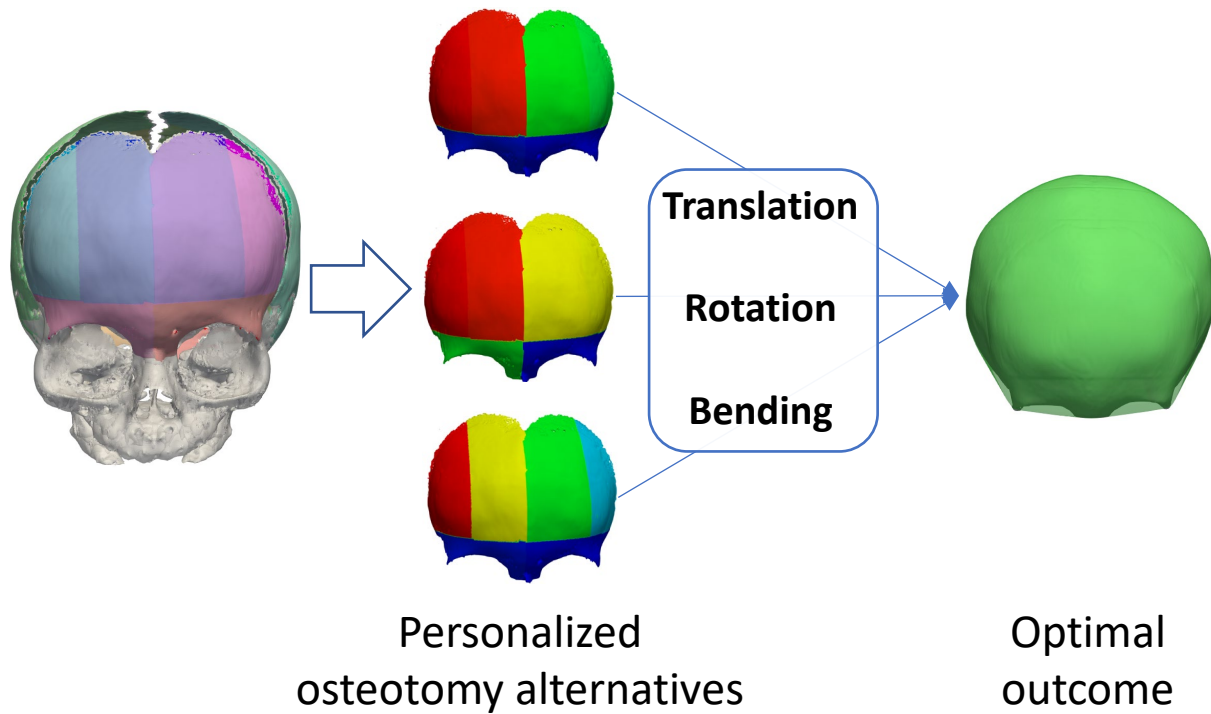 Translation
Rotation
Bending
Personalized
osteotomy alternatives
Optimal
outcome